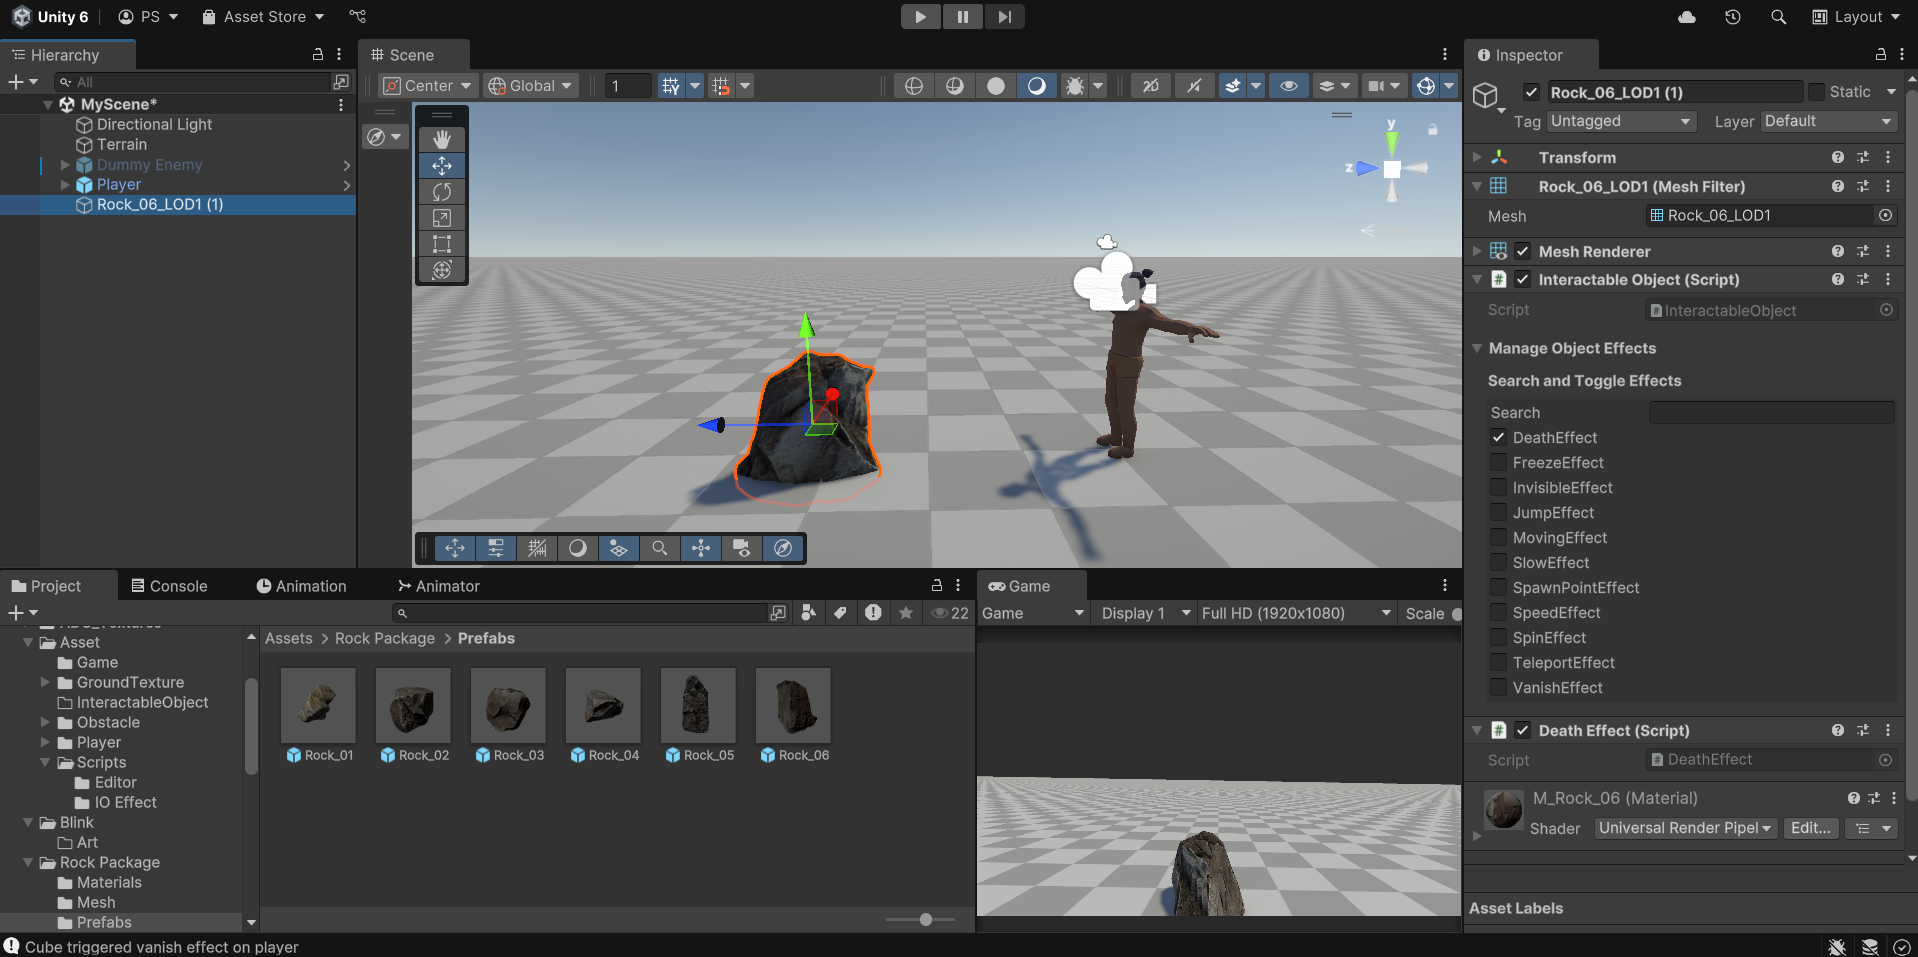 Unity 6
PS
Asset Store
Layout
Hierarchy
All
MyScene*
Directional Light
Terrain
Dummy Enemy
Player
Rock_06_LOD1 (1)
Scene
Center
Global
1
2D
y
z
Inspector
Rock_06_LOD1 (1)
Static
Tag
Untagged
Layer
Default
Transform
Rock_06_LOD1 (Mesh Filter)
Mesh
Rock_06_LOD1
Mesh Renderer
Interactable Object (Script)
Script
InteractableObject
Manage Object Effects
Search and Toggle Effects
Search
DeathEffect
FreezeEffect
InvisibleEffect
JumpEffect
MovingEffect
SlowEffect
SpawnPointEffect
SpeedEffect
SpinEffect
TeleportEffect
VanishEffect
Death Effect (Script)
Script
DeathEffect
M_Rock_06 (Material)
Shader
Universal Render Pipel
Edit...
Asset Labels
Project
Console
Animation
Animator
22
Asset
Game
GroundTexture
InteractableObject
Obstacle
Player
Scripts
Editor
IO Effect
Blink
Art
Rock Package
Materials
Mesh
Prefabs
Assets > Rock Package > Prefabs
Rock_01
Rock_02
Rock_03
Rock_04
Rock_05
Rock_06
Game
Game
Display 1
Full HD (1920x1080)
Scale
Cube triggered vanish effect on player